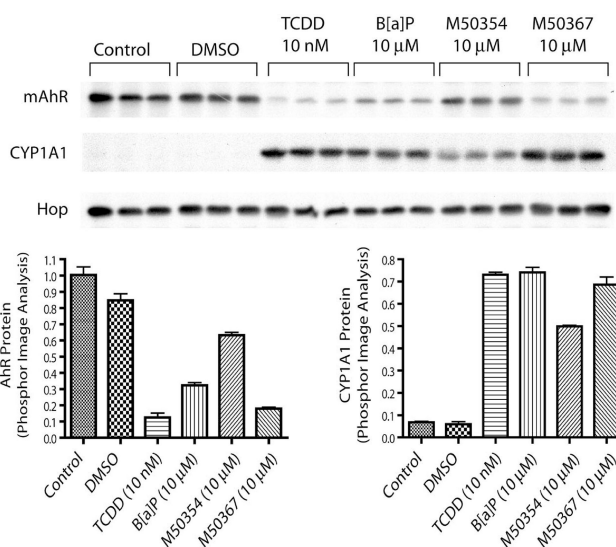 Control
DMSO
TCDD
10 nM
B[a]P
10 μM
M50354
10 μM
M50367
10 μM
mAhR
CYP1A1
Hop
AhR Protein
(Phosphor Image Analysis)
1.1
1.0
0.9
0.8
0.7
0.6
0.5
0.4
0.3
0.2
0.1
0.0
Control
DMSO
TCDD (10 nM)
B[a]P (10 μM)
M50354 (10 μM)
M50367 (10 μM)
CYP1A1 Protein
(Phosphor Image Analysis)
0.8
0.7
0.6
0.5
0.4
0.3
0.2
0.1
0.0
Control
DMSO
TCDD (10 nM)
B[a]P (10 μM)
M50354 (10 μM)
M50367 (10 μM)